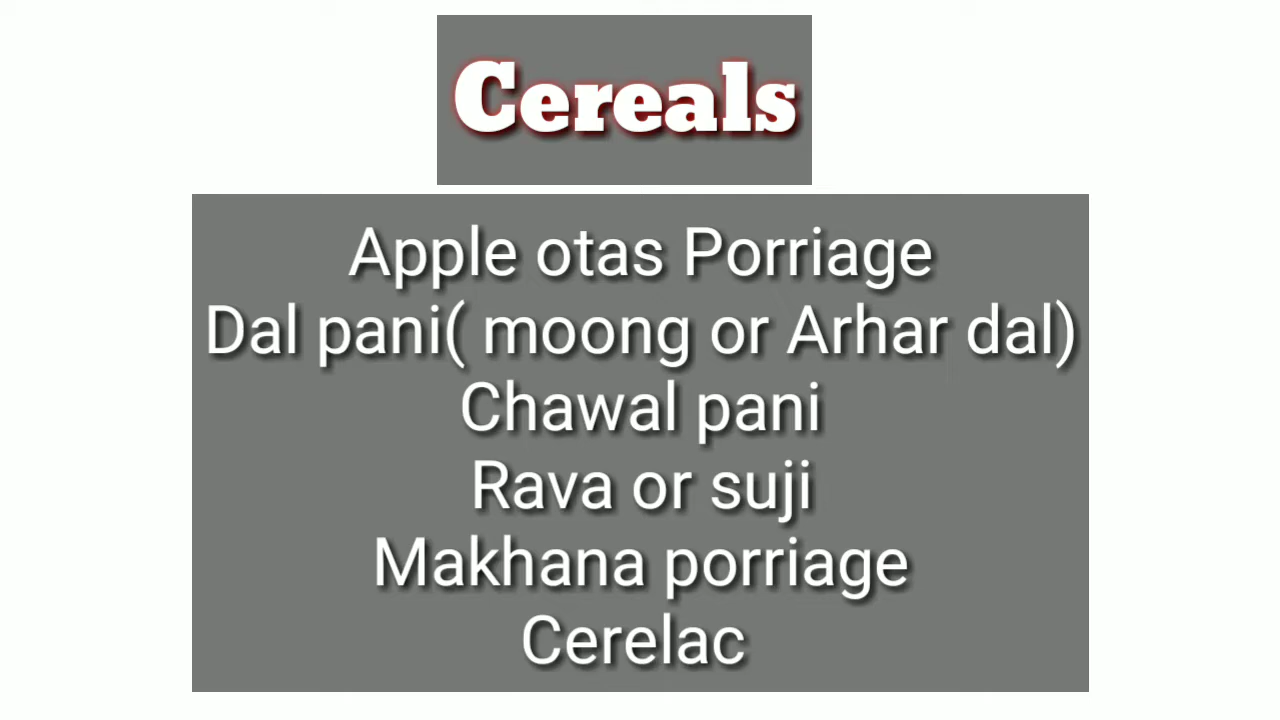 Cereals
Apple otas Porriage
Dal pani( moong or Arhar dal)
Chawal pani
Rava or suji
Makhana porriage
Cerelac